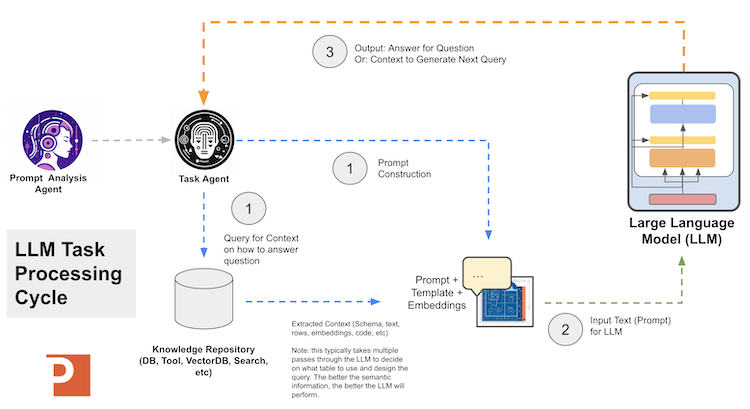 3
Output: Answer for Question
Or: Context to Generate Next Query
Prompt Analysis
Agent
Task Agent
1
Prompt
Construction
1
Query for Context
on how to answer
question
Large Language
Model (LLM)
LLM Task
Processing
Cycle
...
Prompt +
Template +
Embeddings
2
Input Text (Prompt)
for LLM
Knowledge Repository
(DB, Tool, VectorDB, Search,
etc)
Extracted Context (Schema, text,
rows, embeddings, code, etc)
Note: this typically takes multiple
passes through the LLM to decide
on what table to use and design the
query. The better the semantic
information, the better the LLM will
perform.